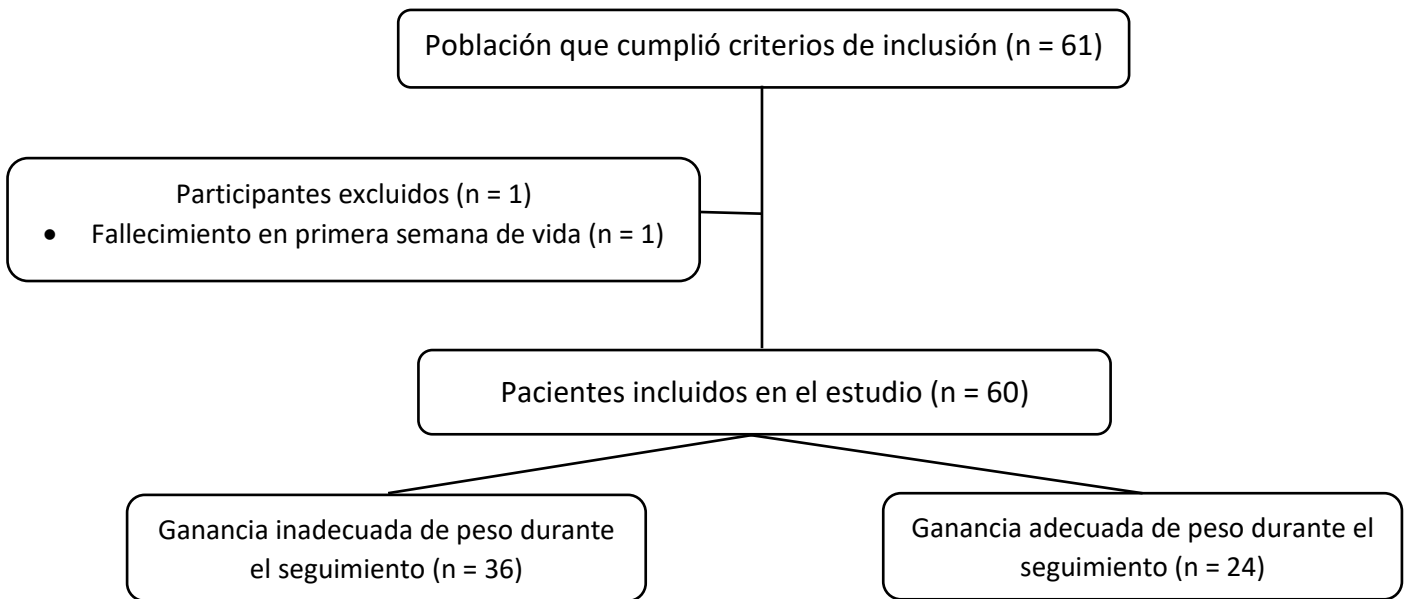 Población que cumplió criterios de inclusión (n = 61)
Participantes excluidos (n = 1)
• Fallecimiento en primera semana de vida (n = 1)
Pacientes incluidos en el estudio (n = 60)
Ganancia inadecuada de peso durante
el seguimiento (n = 36)
Ganancia adecuada de peso durante el
seguimiento (n = 24)